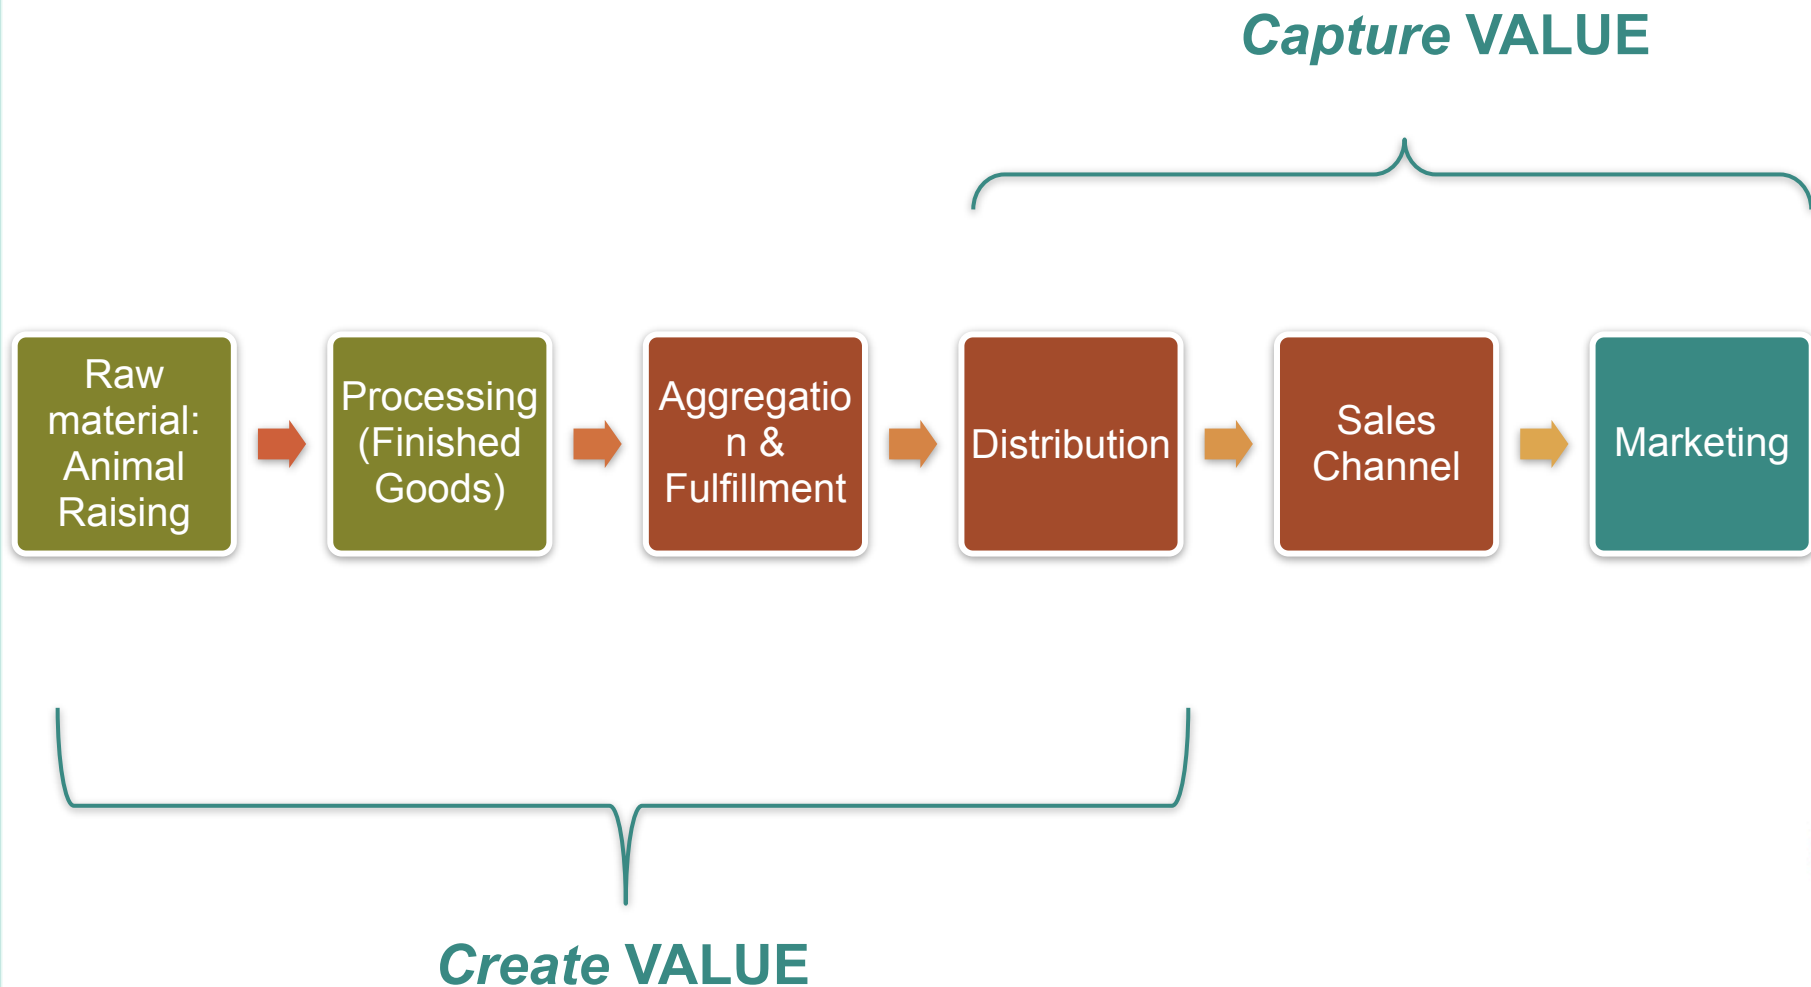 Capture VALUE
Raw
material:
Animal
Raising
Processing
(Finished
Goods)
Aggregatio
n &
Fulfillment
Distribution
Sales
Channel
Marketing
Create VALUE